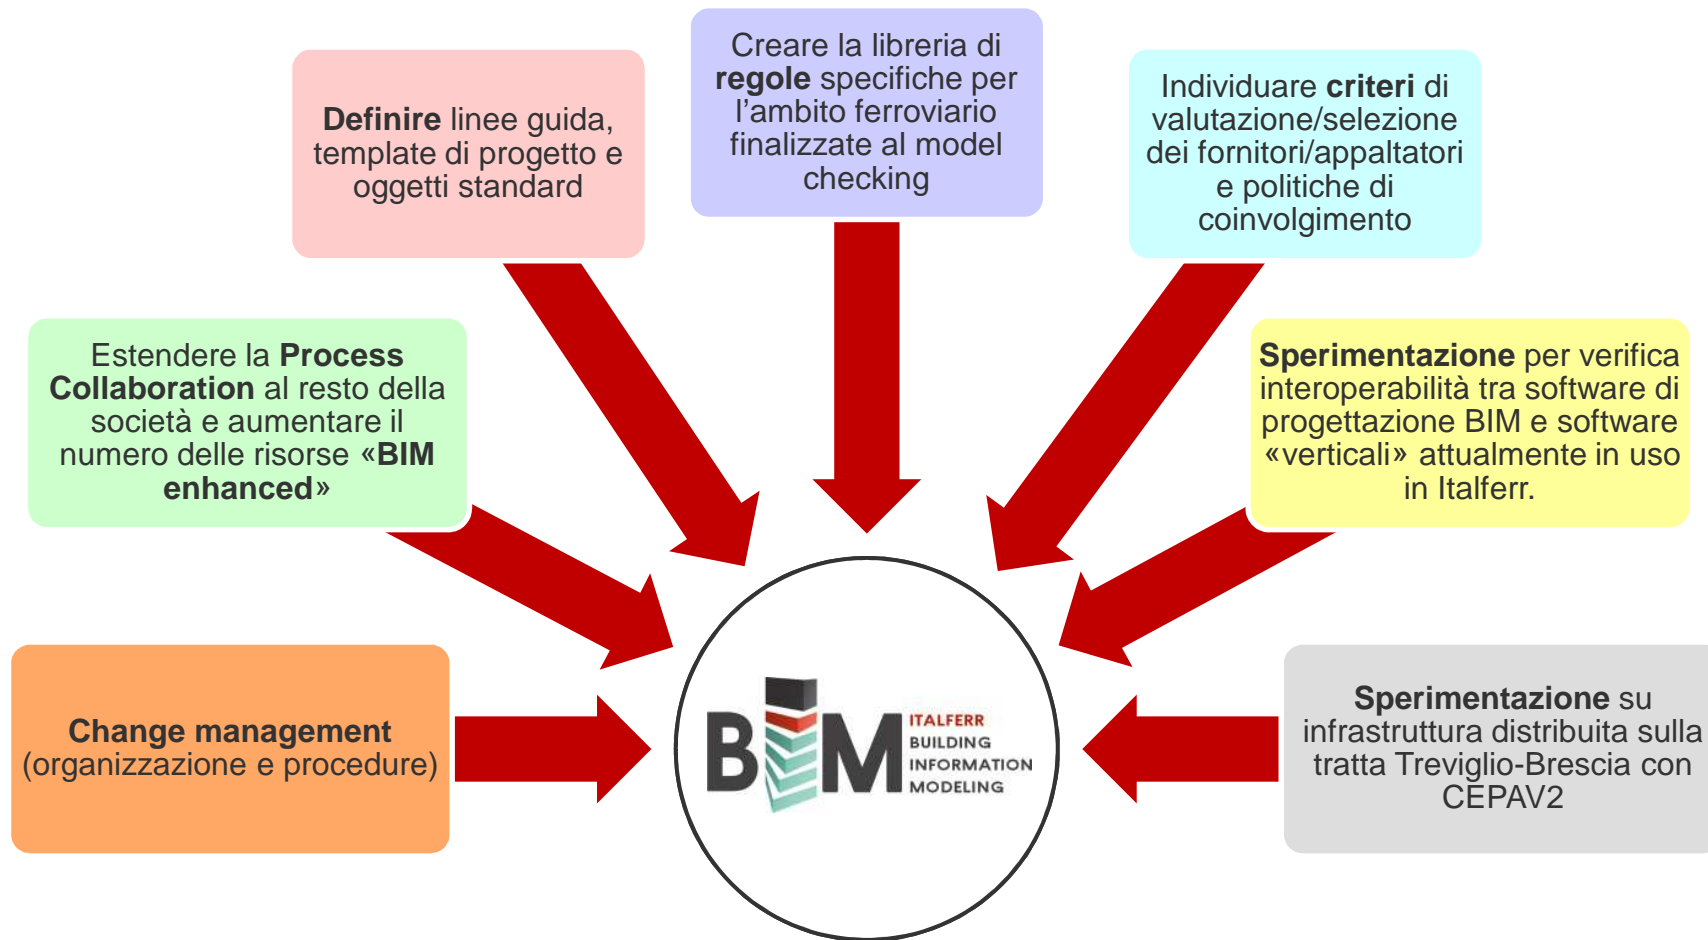 Creare la libreria di
regole specifiche per
l'ambito ferroviario
finalizzate al model
checking
Definire linee guida,
template di progetto e
oggetti standard
Individuare criteri di
valutazione/selezione
dei fornitori/appaltatori
e politiche di
coinvolgimento
Estendere la Process
Collaboration al resto della
società e aumentare il
numero delle risorse «BIM
enhanced»
Sperimentazione per verifica
interoperabilità tra software di
progettazione BIM e software
«verticali» attualmente in uso
in Italferr.
Change management
(organizzazione e procedure)
Sperimentazione su
infrastruttura distribuita sulla
tratta Treviglio-Brescia con
CEPAV2
BIM
ITALFERR
BUILDING
INFORMATION
MODELING